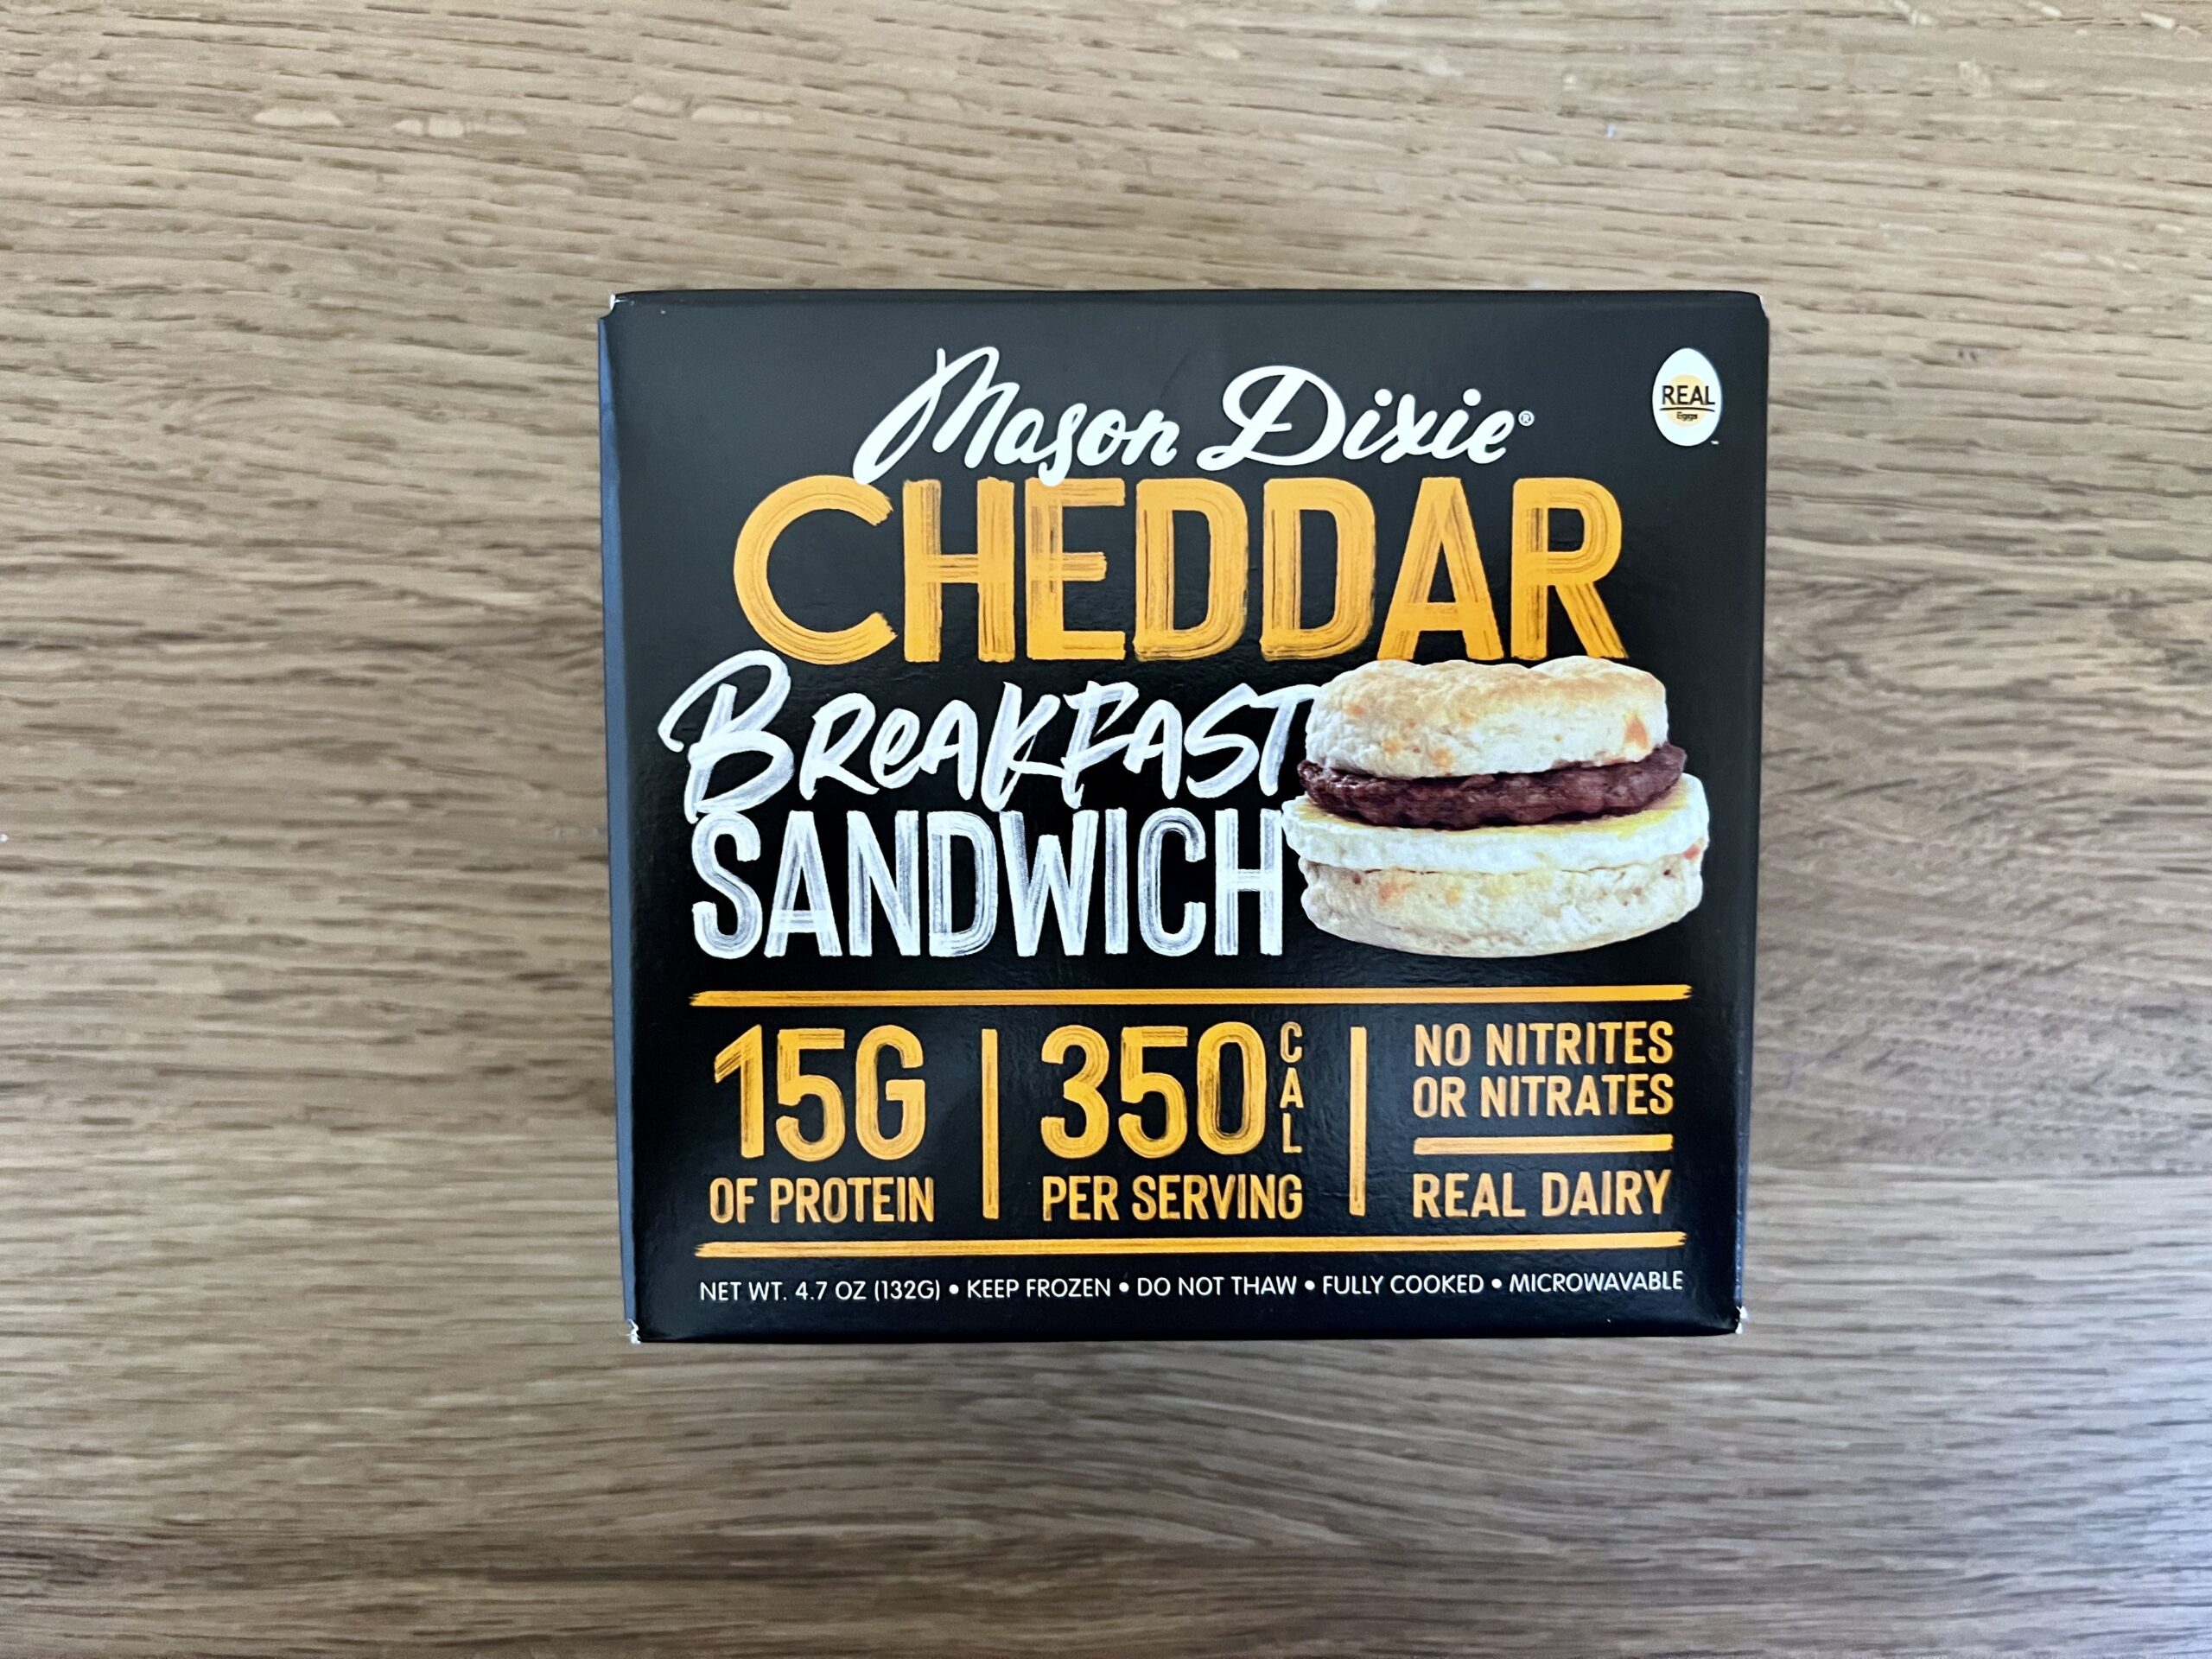 Mason Dixie®
REAL
Eggs
™
CHEDDAR
BREAKFAST
SANDWICH
15G
OF PROTEIN
350 CAL
PER SERVING
NO NITRITES
OR NITRATES
REAL DAIRY
NET WT. 4.7 OZ (132G) • KEEP FROZEN • DO NOT THAW • FULLY COOKED • MICROWAVABLE